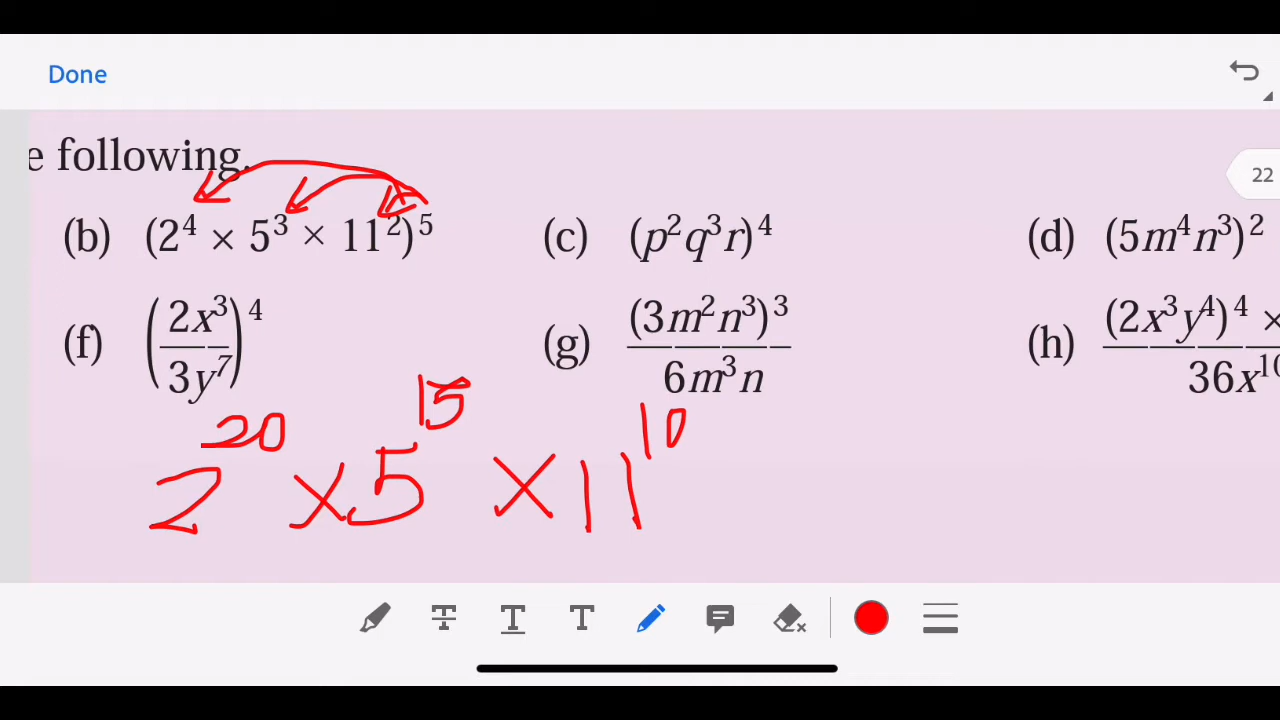 Done
e following.
22
(b) (2⁴ × 5³ × 11²)⁵ (c) (p²q³r)⁴ (d) (5m⁴n³)²
(f) (2x³/3y⁷)⁴ (g) (3m²n³)³/6m³n (h) (2x³y⁴)⁴ ×/36x¹⁰
2²⁰ × 5¹⁵ × 11¹⁰
T T T